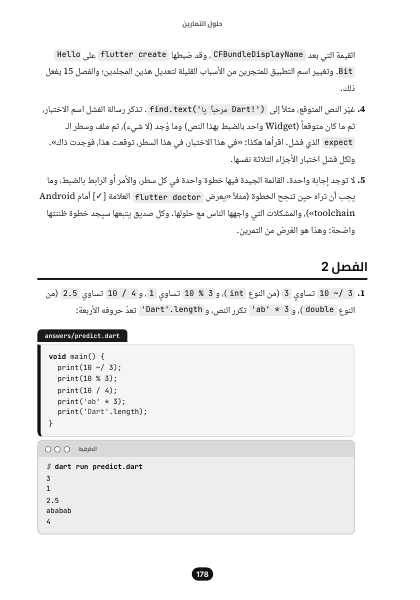 حلول التمارين
القيمة التي بعد CFBundleDisplayName، وقد ضبطها flutter create على Hello
Bit. وتغيير اسم التطبيق للمتجرين من الأسباب القليلة لتعديل هذين المجلدين؛ والفصل 15 يفعل
ذلك.
4. غيّر النص المتوقع، مثلاً إلى find.text('مرحباً يا Dart!'). تذكر رسالة الفشل اسم الاختبار،
ثم ما كان متوقعاً (Widget واحد بالضبط بهذا النص) وما وُجد (لا شيء)، ثم ملف وسطر الـ
expect الذي فشل. اقرأها هكذا: «في هذا الاختبار، في هذا السطر، توقعت هذا، فوجدت ذاك».
ولكل فشل اختبار الأجزاء الثلاثة نفسها.
5. لا توجد إجابة واحدة. القائمة الجيدة فيها خطوة واحدة في كل سطر، والأمر أو الرابط بالضبط، وما
يجب أن تراه حين تنجح الخطوة (مثلاً «يعرض flutter doctor العلامة [✓] أمام Android
toolchain»)، والمشكلات التي واجهها الناس مع حلولها. وكل صديق يتبعها سيجد خطوة ظننتها
واضحة: وهذا هو الغرض من التمرين.
الفصل 2
1. 10 ~/ 3 تساوي 3 (من النوع int)، و 10 % 3 تساوي 1، و 10 / 4 تساوي 2.5 (من
النوع double)، و 'ab' * 3 تكرر النص، و 'Dart'.length تعدّ حروفه الأربعة:
answers/predict.dart
void main() {
print(10 ~/ 3);
print(10 % 3);
print(10 / 4);
print('ab' * 3);
print('Dart'.length);
}
الطرفية
$ dart run predict.dart
3
1
2.5
ababab
4
178